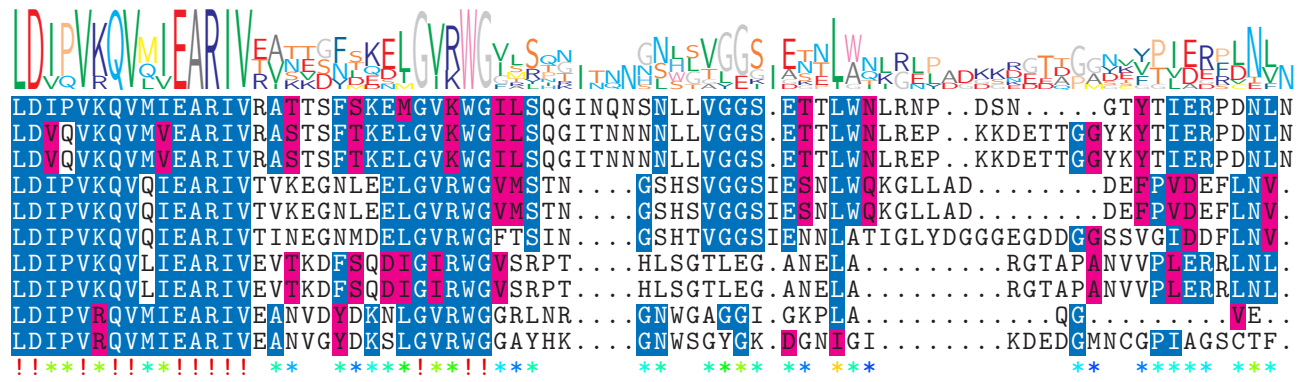 LDIPVKQVMIEARIVRATTSFSKEMGVKWGILSQGINQNSNLLVGGS.ETTLWNLRNP..DSN.....GTYTIERPDNLN
LDVQVKQVMVEARIVRASTSFTKELGVKWGILSQGITNNNNLLVGGS.ETTLWNLREP..KKDETTGGYKYTIERPDNLN
LDVQVKQVMVEARIVRASTSFTKELGVKWGILSQGITNNNNLLVGGS.ETTLWNLREP..KKDETTGGYKYTIERPDNLN
LDIPVKQVQIEARIVTVKEGNLEELGVRWGVMSTN....GSHSVGGSIESNLWQKGLLAD........DEFPVDEFLNV.
LDIPVKQVQIEARIVTVKEGNLEELGVRWGVMSTN....GSHSVGGSIESNLWQKGLLAD........DEFPVDEFLNV.
LDIPVKQVQIEARIVTINEGNMDELGVRWGFTSIN....GSHTVGGSIENNLATIGLYDGGGEGDDGGSSVGIDDFLNV.
LDIPVKQVLIEARIVEVTKDFSQDIGIRWGVSRPT....HLSGTLEG.ANELA.........RGTAPANVVPLERRLNL.
LDIPVKQVLIEARIVEVTKDFSQDIGIRWGVSRPT....HLSGTLEG.ANELA.........RGTAPANVVPLERRLNL.
LDIPVRQVMIEARIVEANVDYDKNLGVRWGGRLNR....GNWGAGGI.GKPLA............QG.........VE..
LDIPVRQVMIEARIVEANVGYDKSLGVRWGGAYHK....GNWSGYGK.DGNIGI........KDEDGMNCGPIAGSCTF.
!!**!*!!**!!!!! ** *****!**!!*** ** **** ** *** ** * **** ***